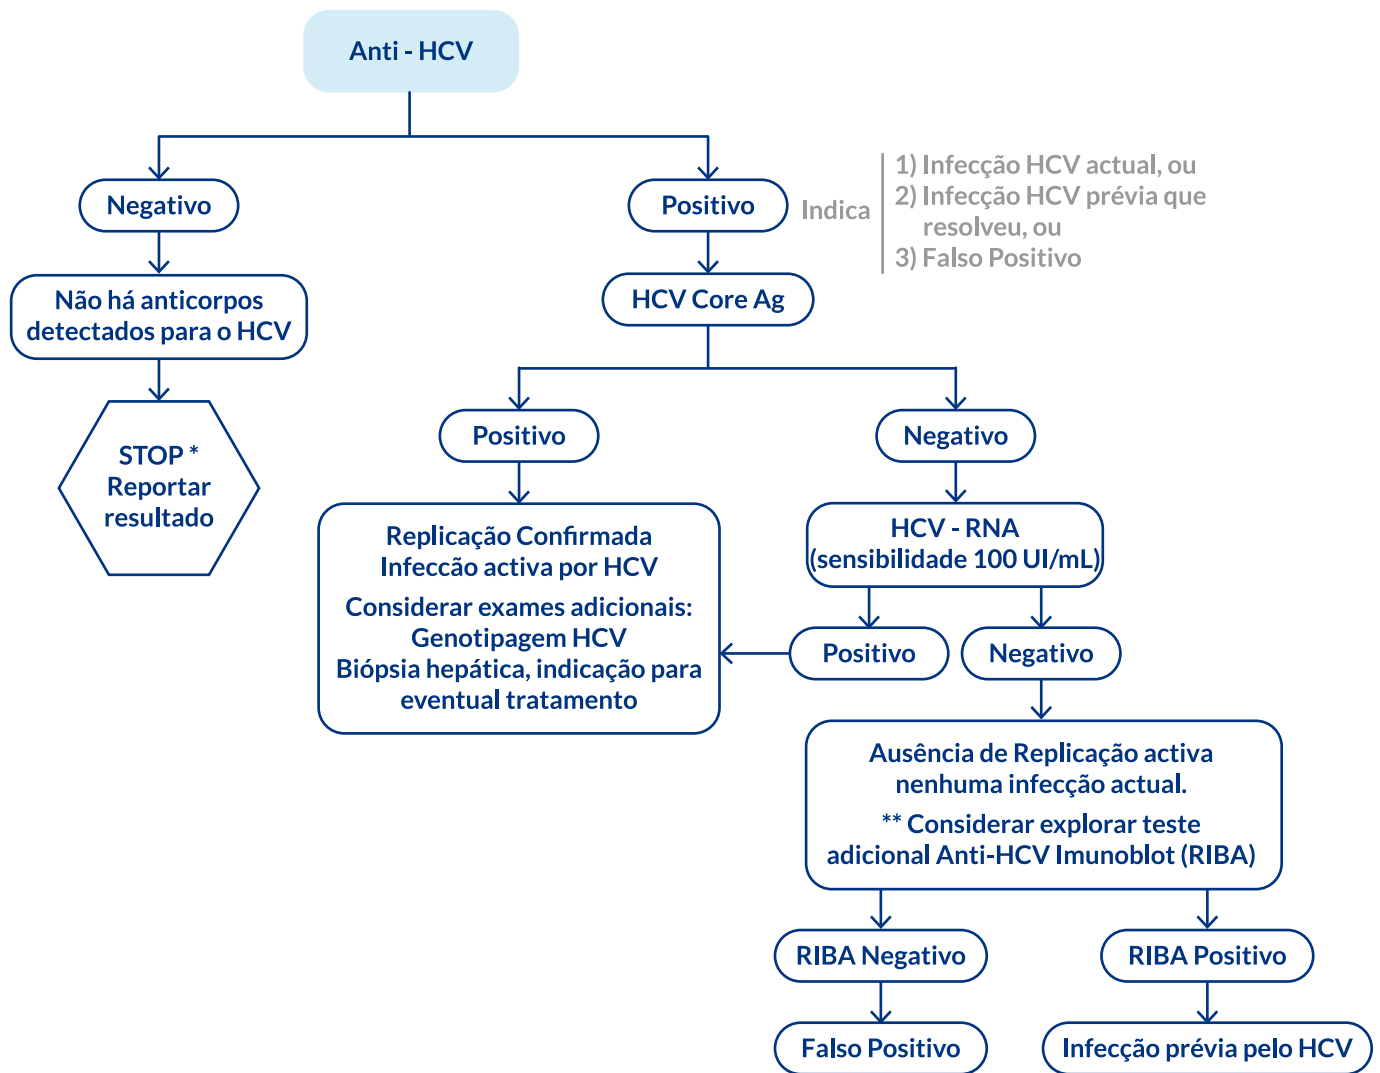 Anti - HCV
Negativo
Positivo
Indica
1) Infecção HCV actual, ou
2) Infecção HCV prévia que
resolveu, ou
3) Falso Positivo
Não há anticorpos
detectados para o HCV
HCV Core Ag
STOP *
Reportar
resultado
Positivo
Negativo
Replicação Confirmada
Infeccão activa por HCV
Considerar exames adicionais:
Genotipagem HCV
Biópsia hepática, indicação para
eventual tratamento
HCV - RNA
(sensibilidade 100 UI/mL)
Positivo
Negativo
Ausência de Replicação activa
nenhuma infecção actual.
** Considerar explorar teste
adicional Anti-HCV Imunoblot (RIBA)
RIBA Negativo
RIBA Positivo
Falso Positivo
Infecção prévia pelo HCV